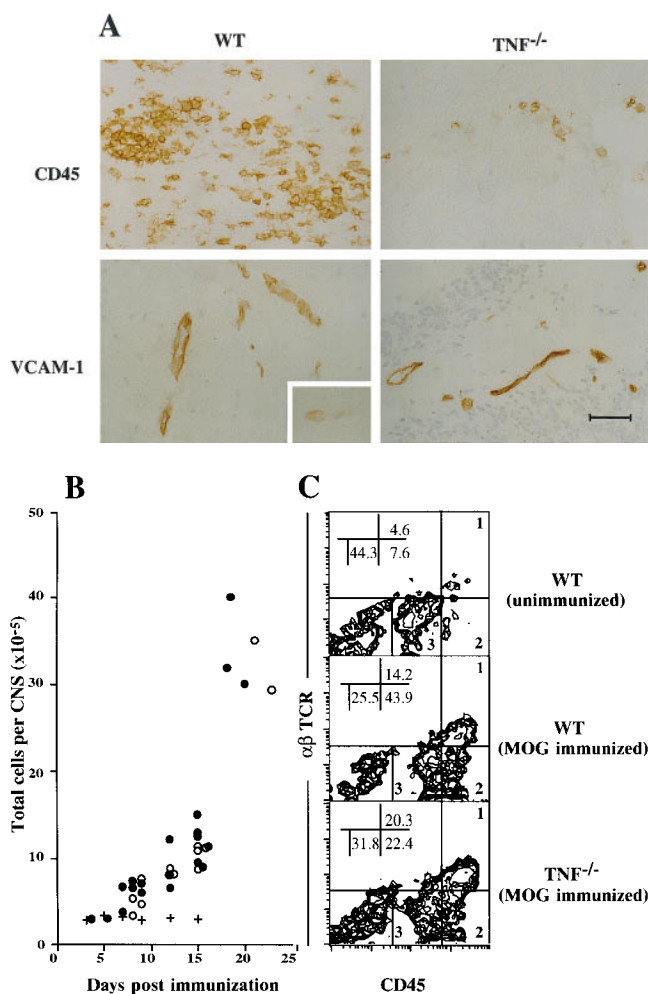 A
WT
TNF-/-
CD45
VCAM-1
B
Total cells per CNS (x10-5)
50
40
30
20
10
0
0 5 10 15 20 25
Days post immunization
C
αβ TCR
1
4.6
44.3 7.6
3 2
WT
(unimmunized)
1
14.2
25.5 43.9
3 2
WT
(MOG immunized)
1
20.3
31.8 22.4
3 2
TNF-/-
(MOG immunized)
CD45